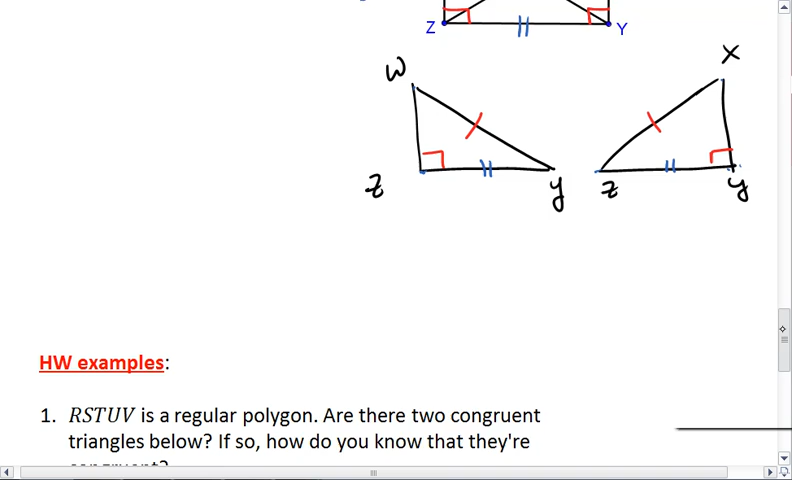 Z Y
W X
Z y z y
HW examples:
1. RSTUV is a regular polygon. Are there two congruent
triangles below? If so, how do you know that they're
congruent?